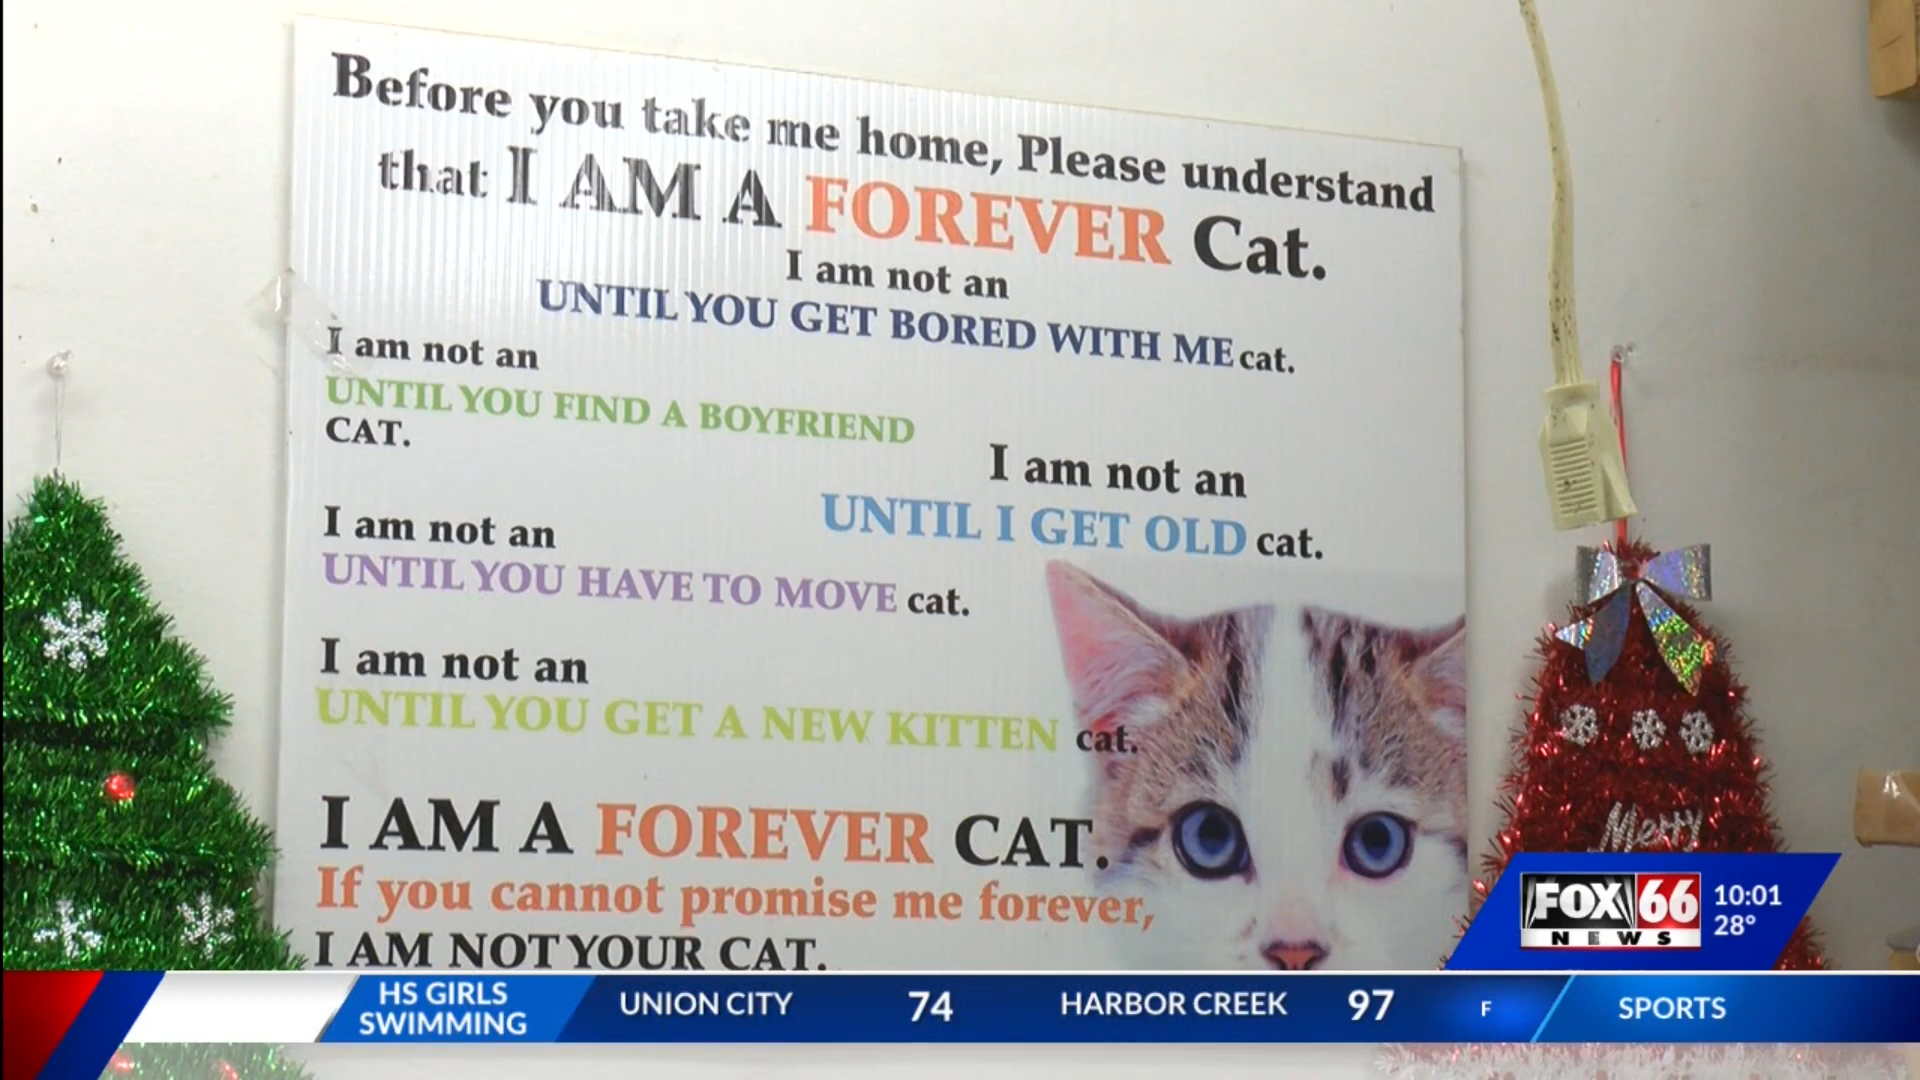 Before you take me home, Please understand
that I AM A FOREVER Cat.
I am not an
UNTIL YOU GET BORED WITH ME cat.
I am not an
UNTIL YOU FIND A BOYFRIEND
CAT.
I am not an
UNTIL I GET OLD cat.
I am not an
UNTIL YOU HAVE TO MOVE cat.
I am not an
UNTIL YOU GET A NEW KITTEN cat.
I AM A FOREVER CAT.
If you cannot promise me forever,
I AM NOT YOUR CAT.
Merry
FOX 66
NEWS
10:01
28°
HS GIRLS
SWIMMING
UNION CITY 74 HARBOR CREEK 97 F SPORTS